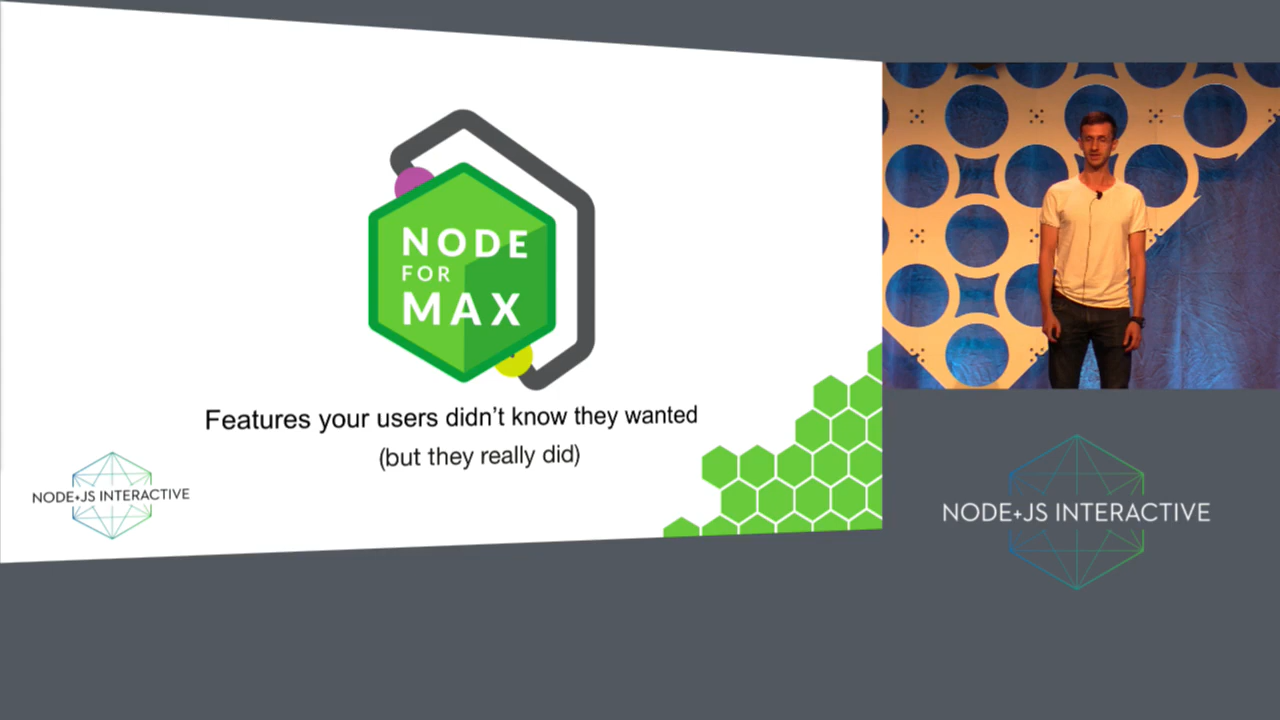 NODE
FOR
MAX
Features your users didn't know they wanted
(but they really did)
NODE+JS INTERACTIVE
NODE+JS INTERACTIVE